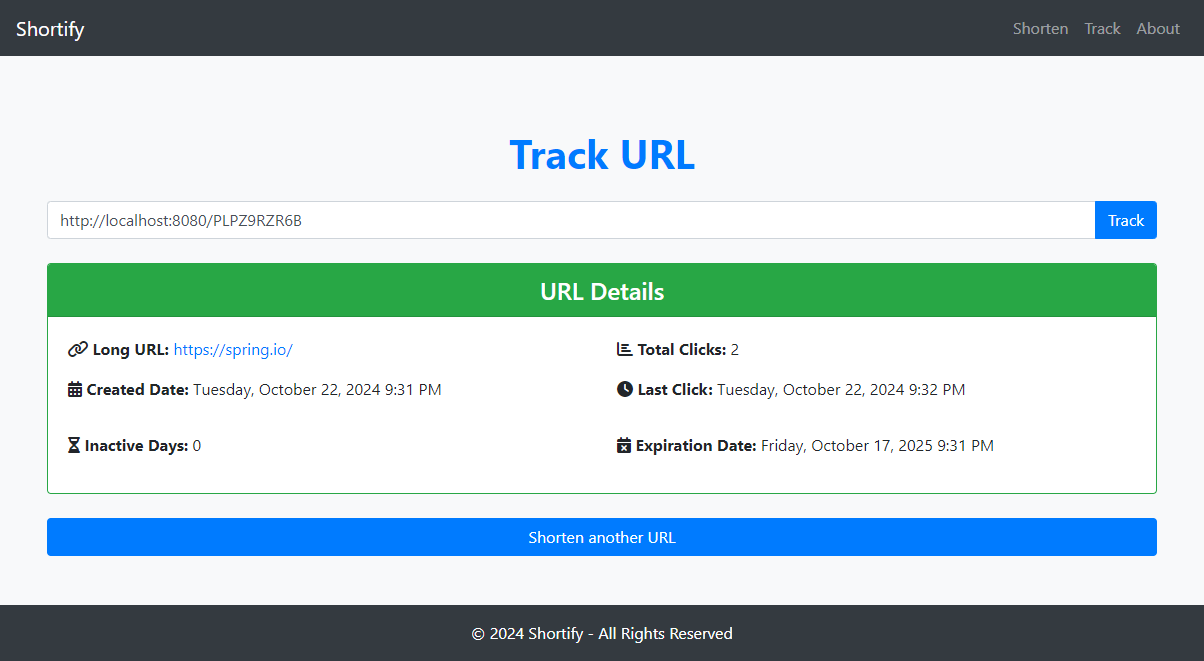 Shortify Shorten Track About
Track URL
http://localhost:8080/PLPZ9RZR6B Track
URL Details
Long URL: https://spring.io/ Total Clicks: 2
Created Date: Tuesday, October 22, 2024 9:31 PM Last Click: Tuesday, October 22, 2024 9:32 PM
Inactive Days: 0 Expiration Date: Friday, October 17, 2025 9:31 PM
Shorten another URL
© 2024 Shortify - All Rights Reserved